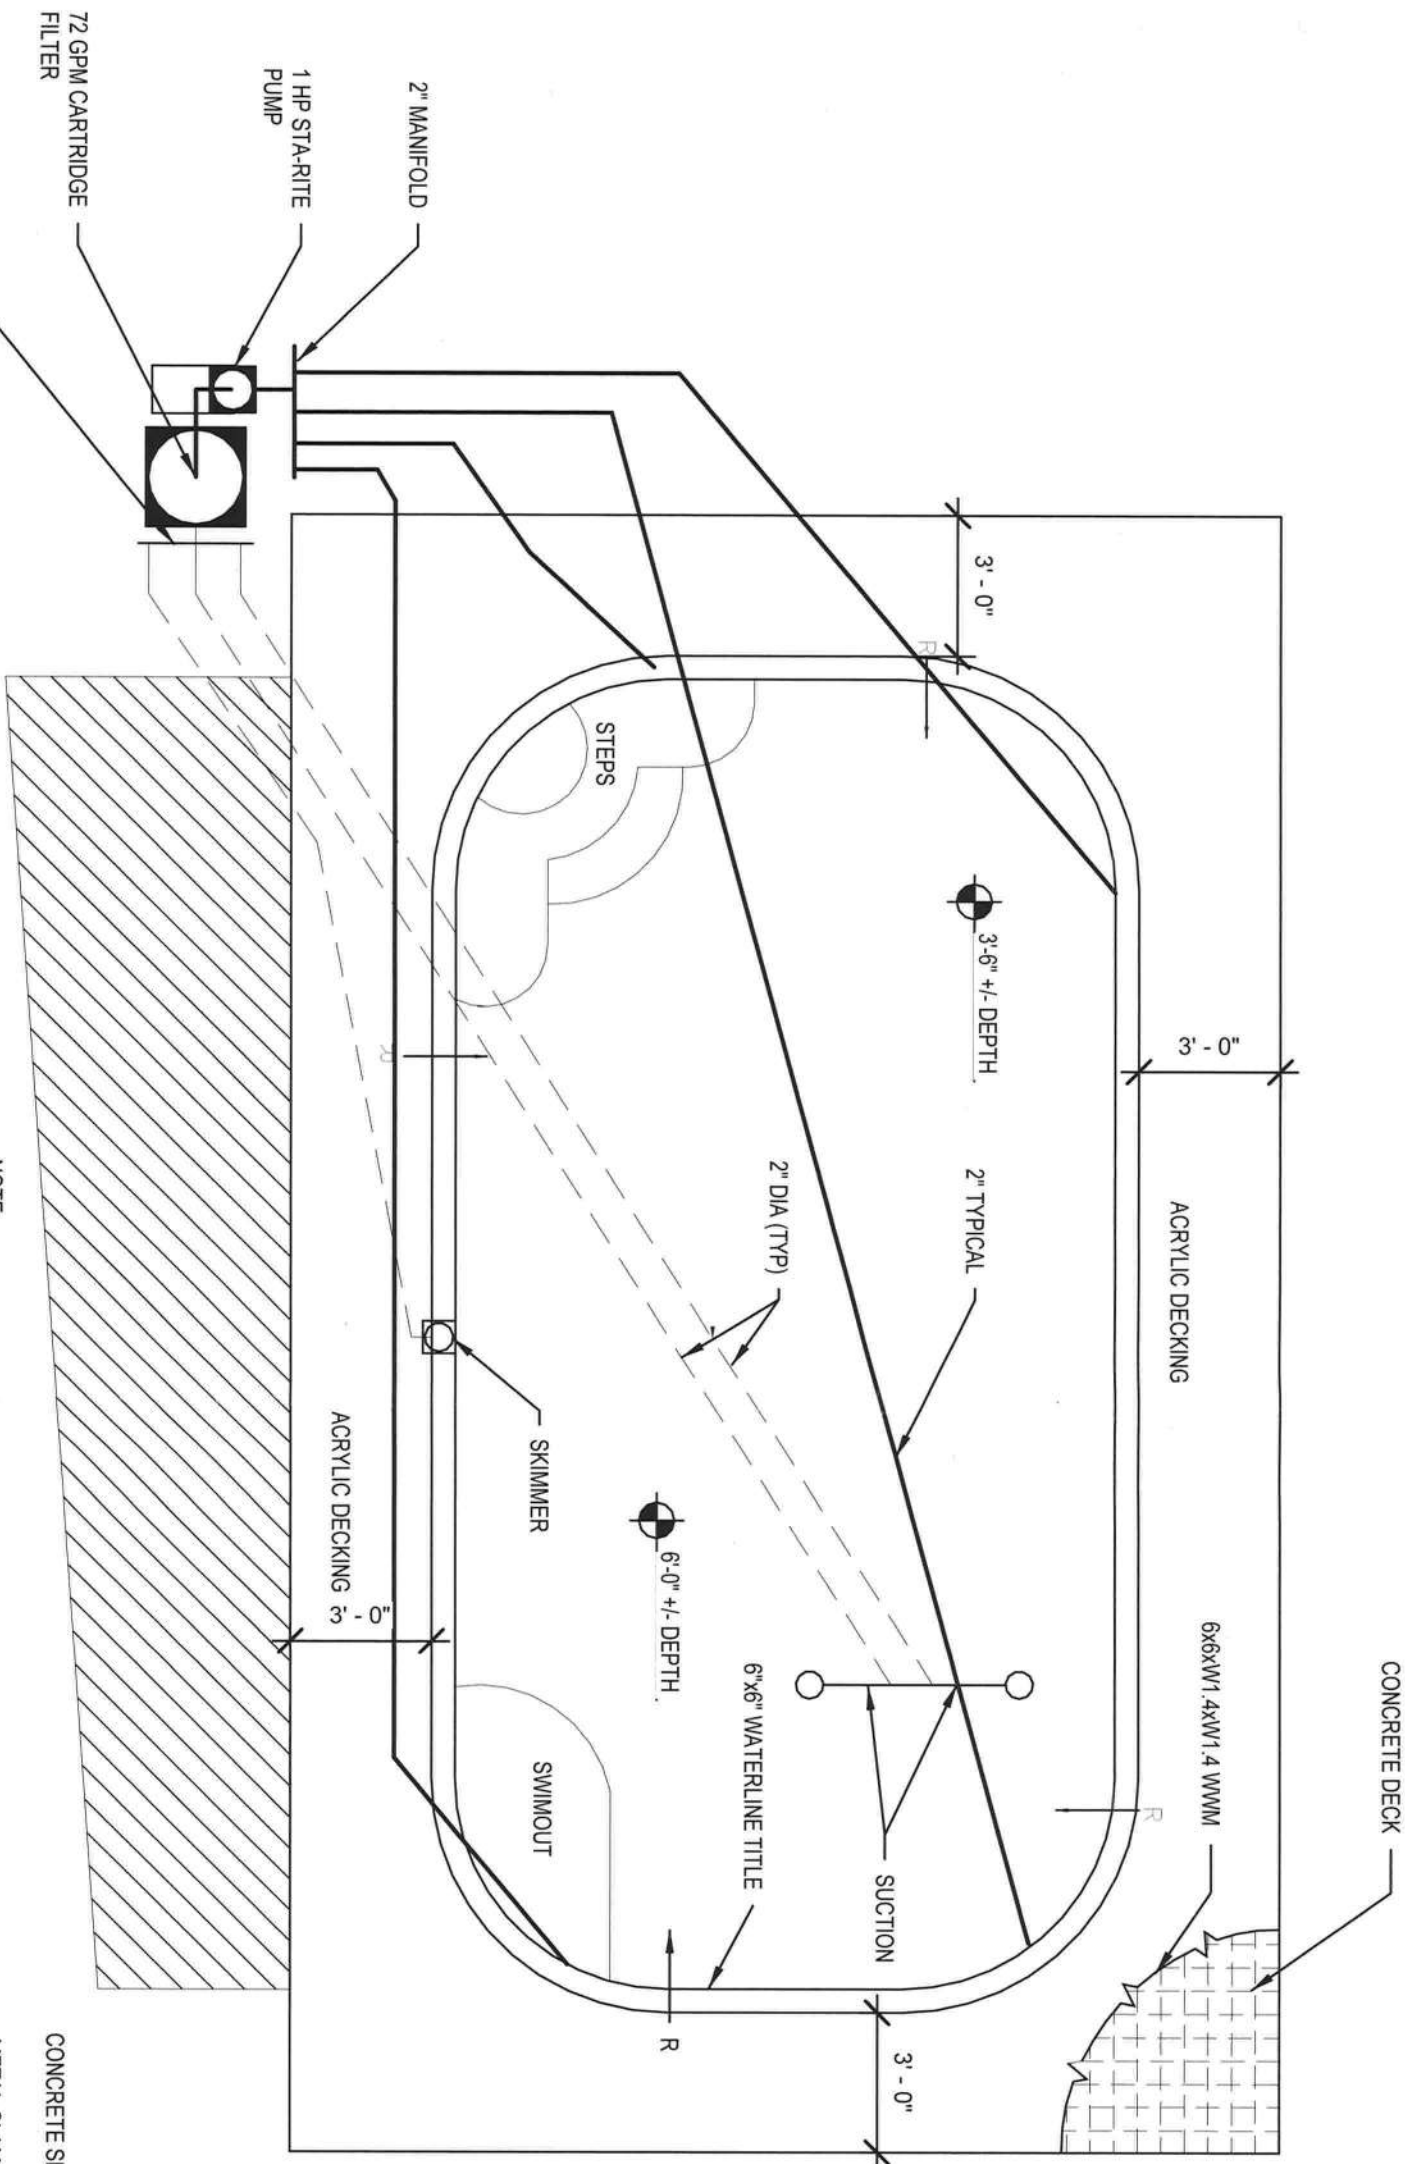 CONCRETE DECK
6x6xW1.4xW1.4 WWM
3' - 0"
ACRYLIC DECKING
3' - 0"
R
R
3'-6" +/- DEPTH
2" TYPICAL
SUCTION
3' - 0"
2" DIA (TYP)
6"x6" WATERLINE TITLE
6'-0" +/- DEPTH
R
STEPS
SKIMMER
SWIMOUT
R
2" MANIFOLD
ACRYLIC DECKING
3' - 0"
1 HP STA-RITE
PUMP
72 GPM CARTRIDGE
FILTER
CONCRETE